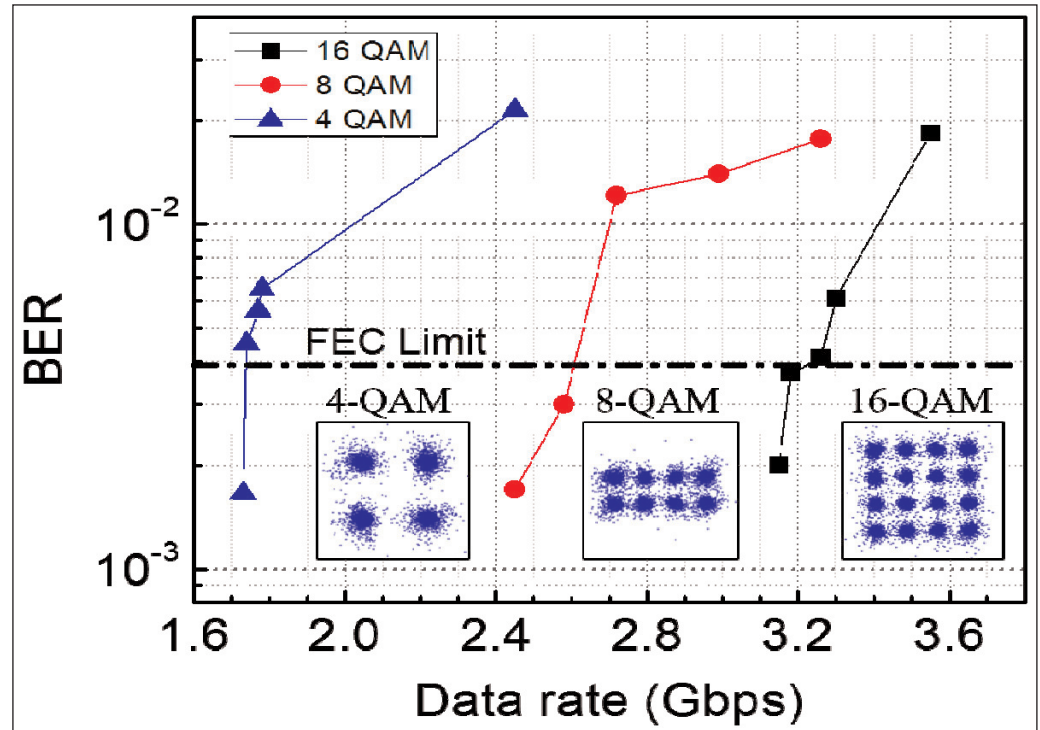 16 QAM
8 QAM
4 QAM
10-2
10-3
BER
FEC Limit
4-QAM
8-QAM
16-QAM
1.6 2.0 2.4 2.8 3.2 3.6
Data rate (Gbps)